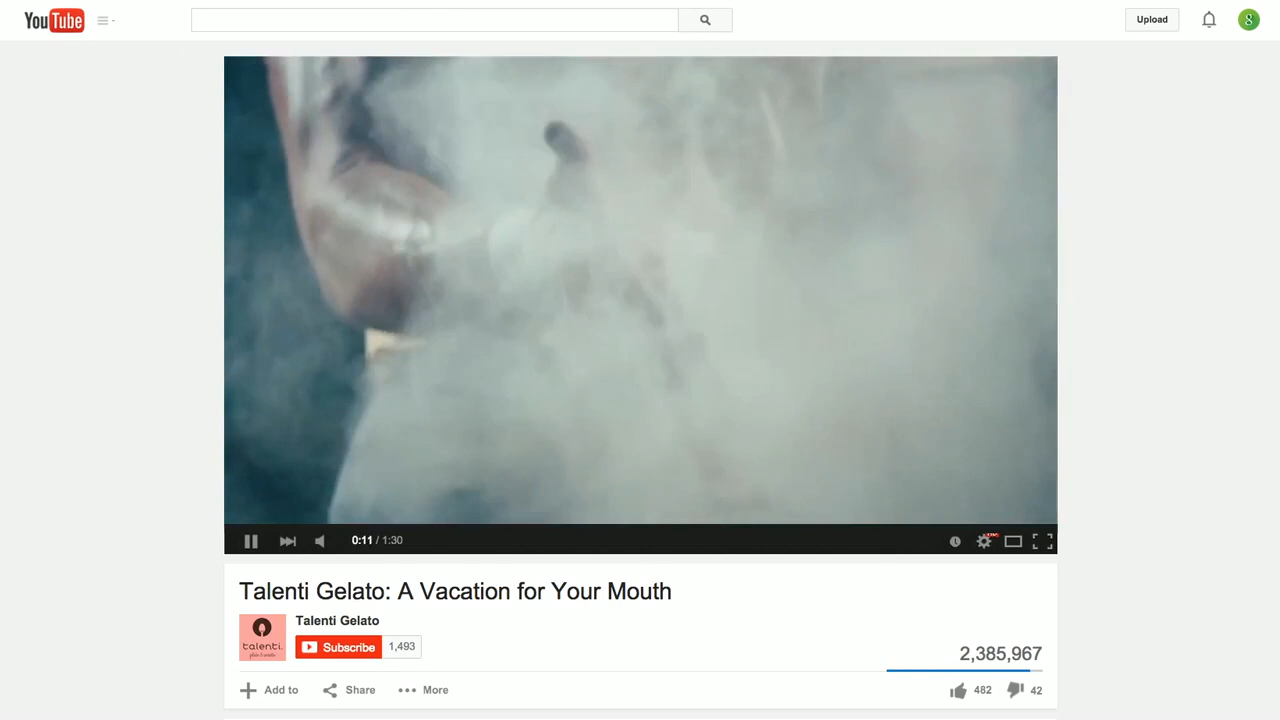 YouTube
Upload
0:11 / 1:30
Talenti Gelato: A Vacation for Your Mouth
talenti.
Talenti Gelato
Subscribe 1,493
2,385,967
Add to Share More 482 42